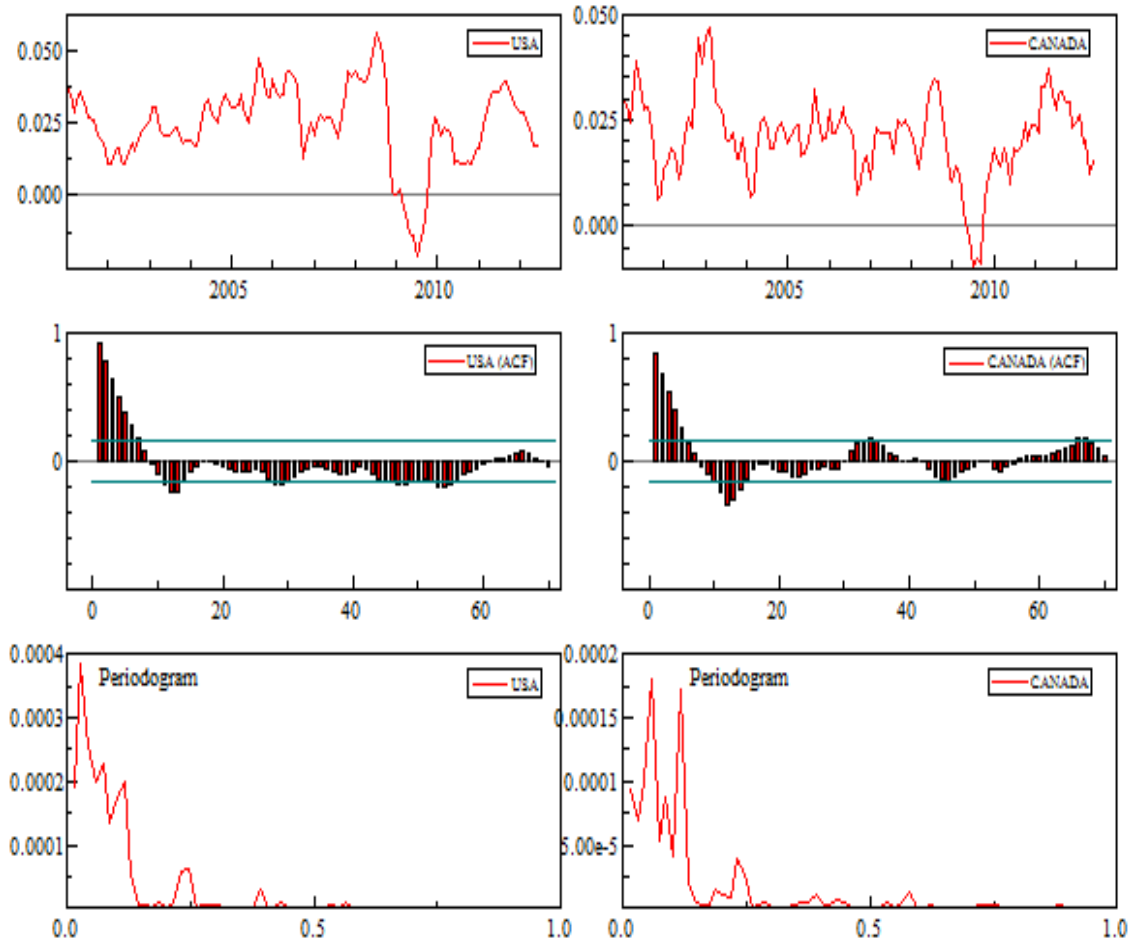 USA
0.050
0.025
0.000
2005 2010
CANADA
0.050
0.025
0.000
2005 2010
USA (ACF)
1
0
0 20 40 60
CANADA (ACF)
1
0
0 20 40 60
Periodogram
USA
0.0004
0.0003
0.0002
0.0001
0.0 0.5 1.0
Periodogram
CANADA
0.0002
0.00015
0.0001
5.00e-5
0.0 0.5 1.0